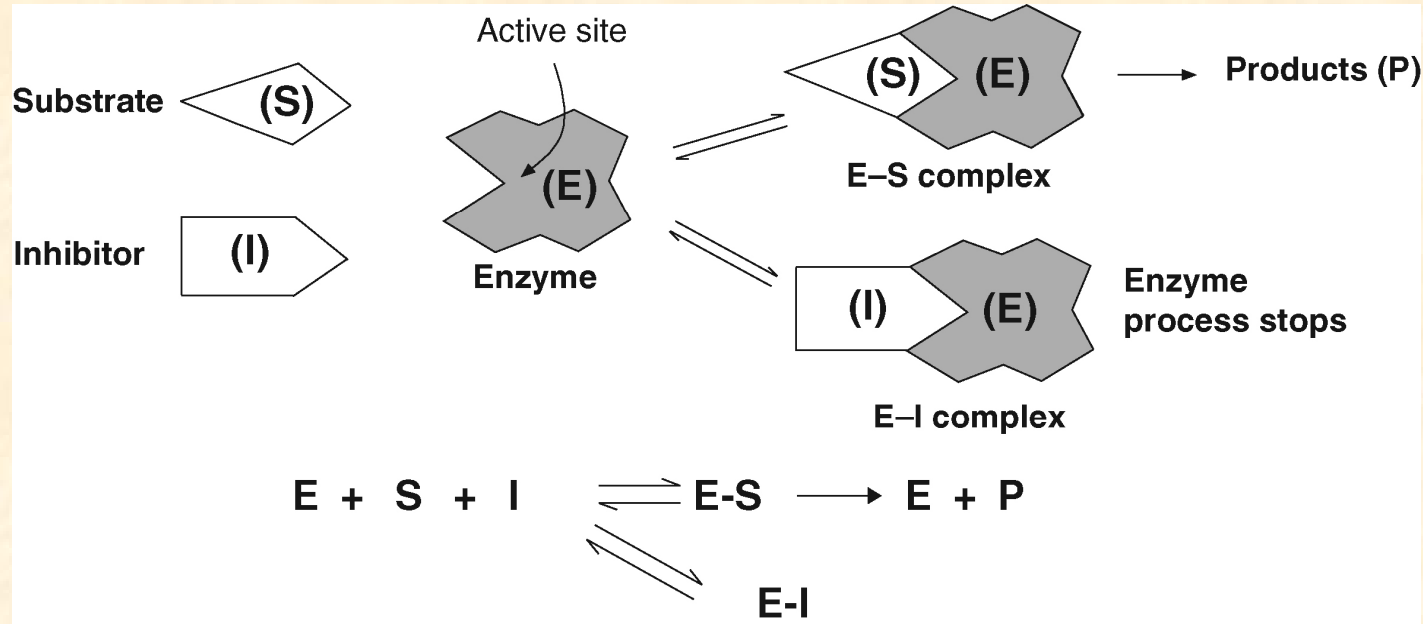 Active site
Substrate
(S)
(E)
(S)
(E)
Products (P)
E–S complex
Inhibitor
(I)
Enzyme
(I)
(E)
Enzyme
process stops
E–I complex
E + S + I
E-S
E + P
E-I